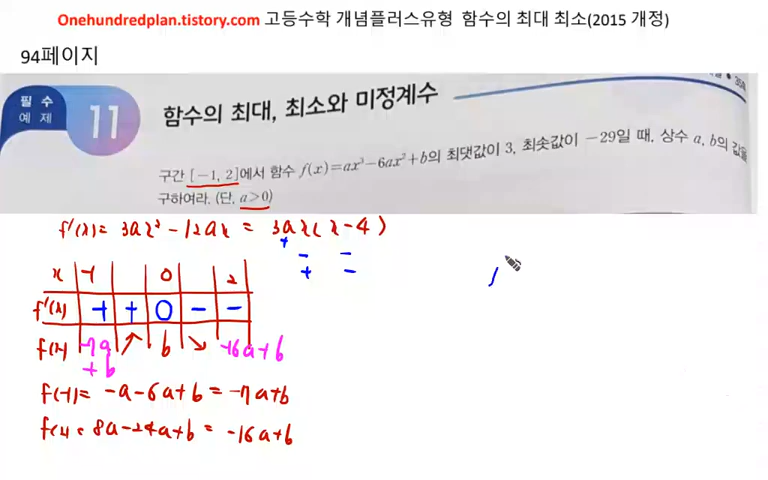 Onehundredplan.tistory.com 고등수학 개념플러스유형 함수의 최대 최소(2015 개정)
94페이지
필수 예제 11 함수의 최대, 최소와 미정계수
구간 [-1, 2]에서 함수 f(x)=ax³-6ax²+b의 최댓값이 3, 최솟값이 -29일 때, 상수 a, b의 값을
구하여라. (단, a>0)
f'(x)= 3ax² - 12ax = 3ax(x-4)
+ - -
+ -
x -1 0 2
f'(x) + + 0 - -
f(x) -7a+b ↗ b ↘ -16a+b
f(-1)= -a-6a+b = -7a+b
= 8a-24a+b = -16a+b